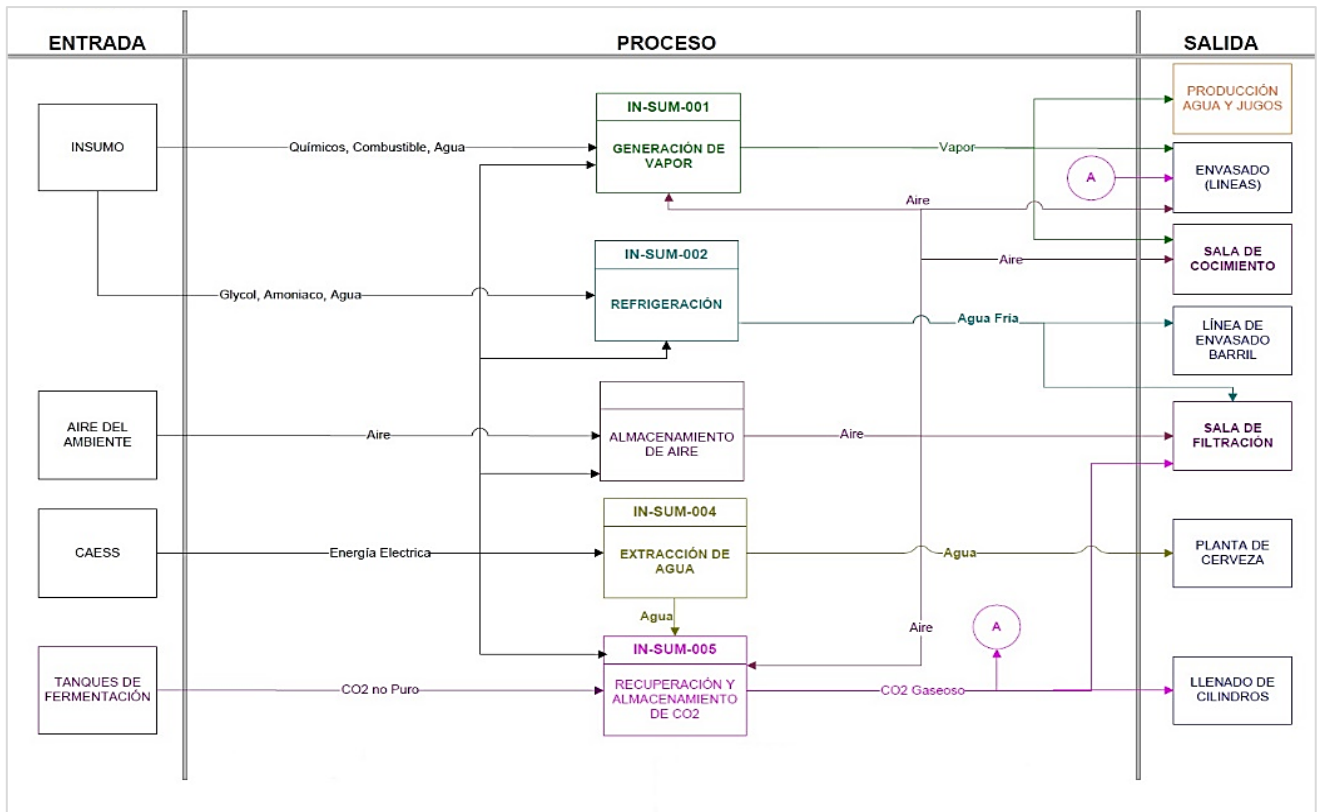 ENTRADA
PROCESO
SALIDA
INSUMO
Químicos, Combustible, Agua
IN-SUM-001
GENERACIÓN DE
VAPOR
Vapor
PRODUCCIÓN
AGUA Y JUGOS
A
ENVASADO
(LINEAS)
Aire
Glycol, Amoniaco, Agua
IN-SUM-002
REFRIGERACIÓN
Aire
SALA DE
COCIMIENTO
Agua Fría
LÍNEA DE
ENVASADO
BARRIL
AIRE DEL
AMBIENTE
Aire
ALMACENAMIENTO
DE AIRE
Aire
SALA DE
FILTRACIÓN
CAESS
Energía Electrica
IN-SUM-004
EXTRACCIÓN DE
AGUA
Agua
PLANTA DE
CERVEZA
Agua
Aire
A
TANQUES DE
FERMENTACIÓN
CO2 no Puro
IN-SUM-005
RECUPERACIÓN Y
ALMACENAMIENTO
DE CO2
CO2 Gaseoso
LLENADO DE
CILINDROS